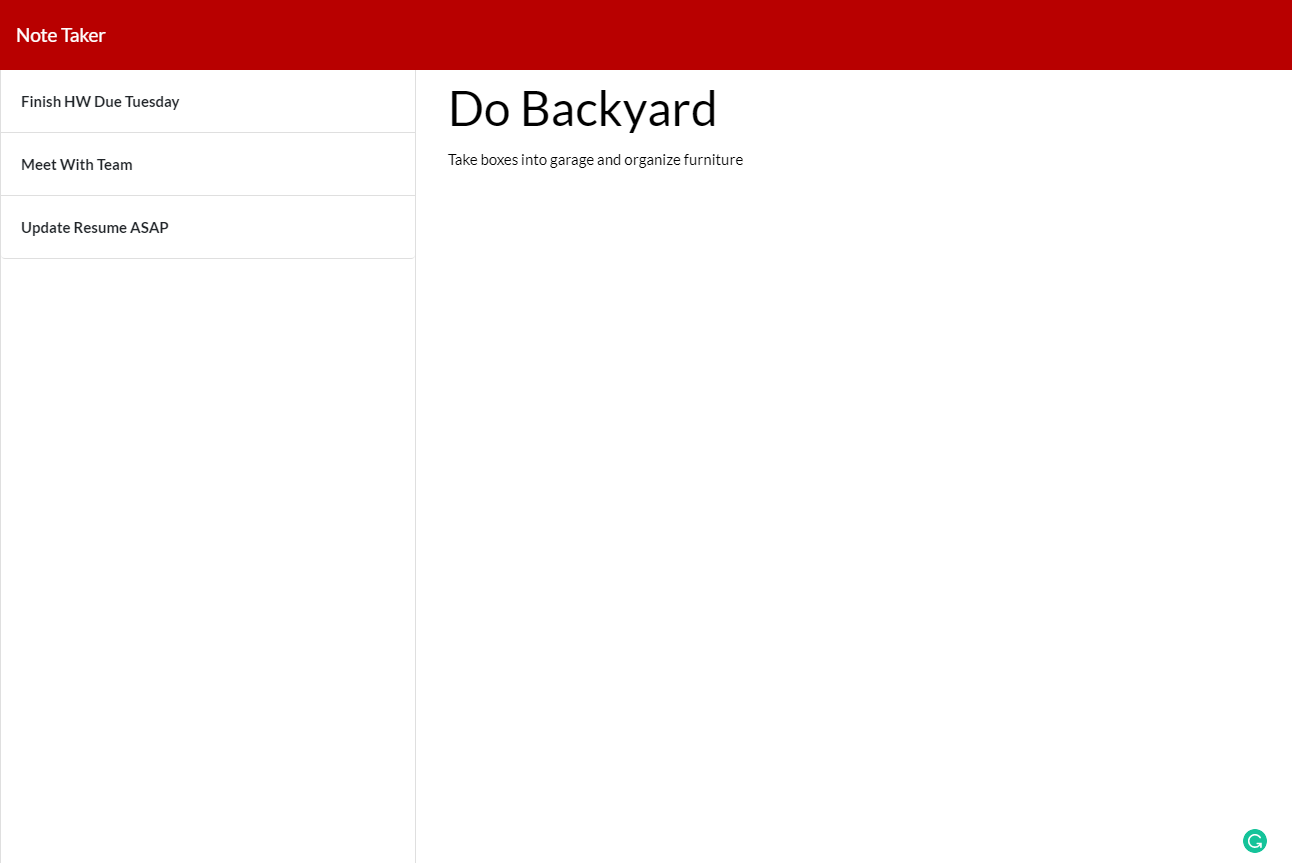 Note Taker
Finish HW Due Tuesday
Meet With Team
Update Resume ASAP
Do Backyard
Take boxes into garage and organize furniture